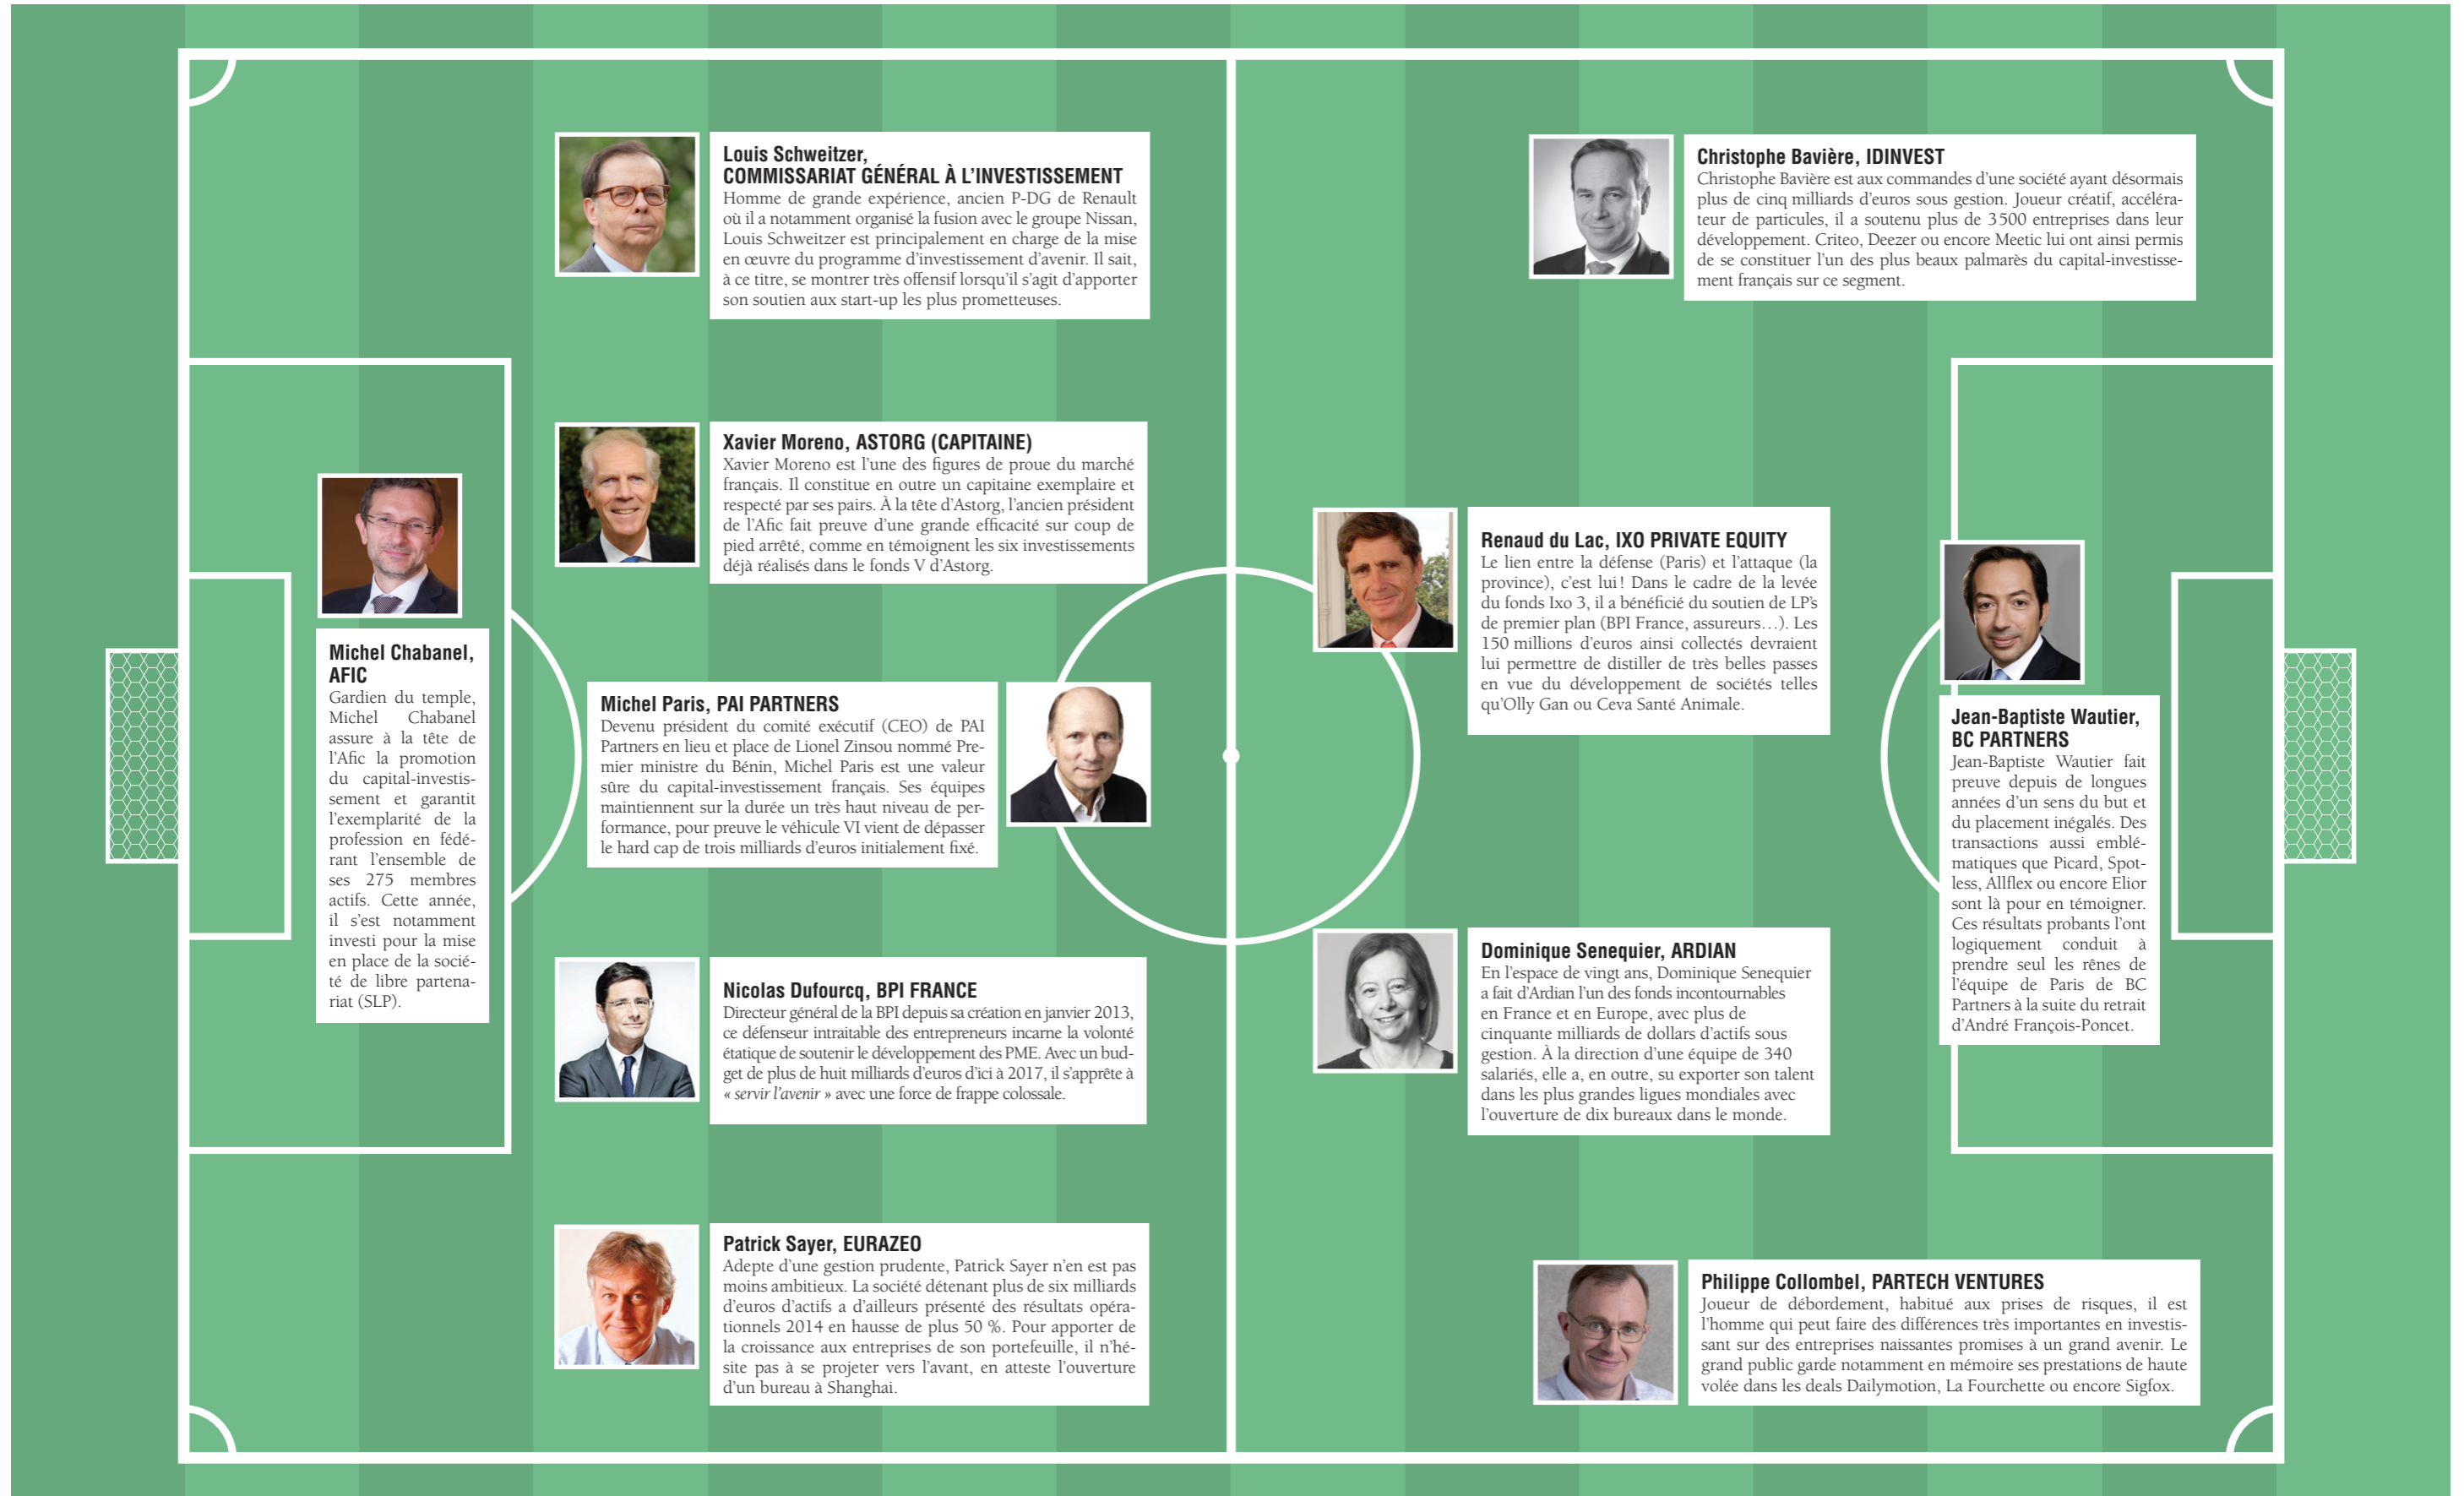 Louis Schweitzer,
COMMISSARIAT GÉNÉRAL À L'INVESTISSEMENT
Homme de grande expérience, ancien P-DG de Renault
où il a notamment organisé la fusion avec le groupe Nissan,
Louis Schweitzer est principalement en charge de la mise
en œuvre du programme d'investissement d'avenir. Il sait,
à ce titre, se montrer très offensif lorsqu'il s'agit d'apporter
son soutien aux start-up les plus prometteuses.
Christophe Bavière, IDINVEST
Christophe Bavière est aux commandes d'une société ayant désormais
plus de cinq milliards d'euros sous gestion. Joueur créatif, accéléra-
teur de particules, il a soutenu plus de 3500 entreprises dans leur
développement. Criteo, Deezer ou encore Meetic lui ont ainsi permis
de se constituer l'un des plus beaux palmarès du capital-investisse-
ment français sur ce segment.
Xavier Moreno, ASTORG (CAPITAINE)
Xavier Moreno est l'une des figures de proue du marché
français. Il constitue en outre un capitaine exemplaire et
respecté par ses pairs. À la tête d'Astorg, l'ancien président
de l'Afic fait preuve d'une grande efficacité sur coup de
pied arrêté, comme en témoignent les six investissements
déjà réalisés dans le fonds V d'Astorg.
Michel Chabanel,
AFIC
Gardien du temple,
Michel Chabanel
assure à la tête de
l'Afic la promotion
du capital-investis-
sement et garantit
l'exemplarité de la
profession en fédé-
rant l'ensemble de
ses 275 membres
actifs. Cette année,
il s'est notamment
investi pour la mise
en place de la socié-
té de libre partena-
riat (SLP).
Michel Paris, PAI PARTNERS
Devenu président du comité exécutif (CEO) de PAI
Partners en lieu et place de Lionel Zinsou nommé Pre-
mier ministre du Bénin, Michel Paris est une valeur
sûre du capital-investissement français. Ses équipes
maintiennent sur la durée un très haut niveau de per-
formance, pour preuve le véhicule VI vient de dépasser
le hard cap de trois milliards d'euros initialement fixé.
Renaud du Lac, IXO PRIVATE EQUITY
Le lien entre la défense (Paris) et l'attaque (la
province), c'est lui! Dans le cadre de la levée
du fonds Ixo 3, il a bénéficié du soutien de LP's
de premier plan (BPI France, assureurs…). Les
150 millions d'euros ainsi collectés devraient
lui permettre de distiller de très belles passes
en vue du développement de sociétés telles
qu'Olly Gan ou Ceva Santé Animale.
Jean-Baptiste Wautier,
BC PARTNERS
Jean-Baptiste Wautier fait
preuve depuis de longues
années d'un sens du but et
du placement inégalés. Des
transactions aussi emblé-
matiques que Picard, Spot-
less, Allflex ou encore Elior
sont là pour en témoigner.
Ces résultats probants l'ont
logiquement conduit à
prendre seul les rênes de
l'équipe de Paris de BC
Partners à la suite du retrait
d'André François-Poncet.
Nicolas Dufourcq, BPI FRANCE
Directeur général de la BPI depuis sa création en janvier 2013,
ce défenseur intraitable des entrepreneurs incarne la volonté
étatique de soutenir le développement des PME. Avec un bud-
get de plus de huit milliards d'euros d'ici à 2017, il s'apprête à
« servir l'avenir » avec une force de frappe colossale.
Dominique Senequier, ARDIAN
En l'espace de vingt ans, Dominique Senequier
a fait d'Ardian l'un des fonds incontournables
en France et en Europe, avec plus de
cinquante milliards de dollars d'actifs sous
gestion. À la direction d'une équipe de 340
salariés, elle a, en outre, su exporter son talent
dans les plus grandes ligues mondiales avec
l'ouverture de dix bureaux dans le monde.
Patrick Sayer, EURAZEO
Adepte d'une gestion prudente, Patrick Sayer n'en est pas
moins ambitieux. La société détenant plus de six milliards
d'euros d'actifs a d'ailleurs présenté des résultats opéra-
tionnels 2014 en hausse de plus 50 %. Pour apporter de
la croissance aux entreprises de son portefeuille, il n'hé-
site pas à se projeter vers l'avant, en atteste l'ouverture
d'un bureau à Shanghai.
Philippe Collombel, PARTECH VENTURES
Joueur de débordement, habitué aux prises de risques, il est
l'homme qui peut faire des différences très importantes en investis-
sant sur des entreprises naissantes promises à un grand avenir. Le
grand public garde notamment en mémoire ses prestations de haute
volée dans les deals Dailymotion, La Fourchette ou encore Sigfox.